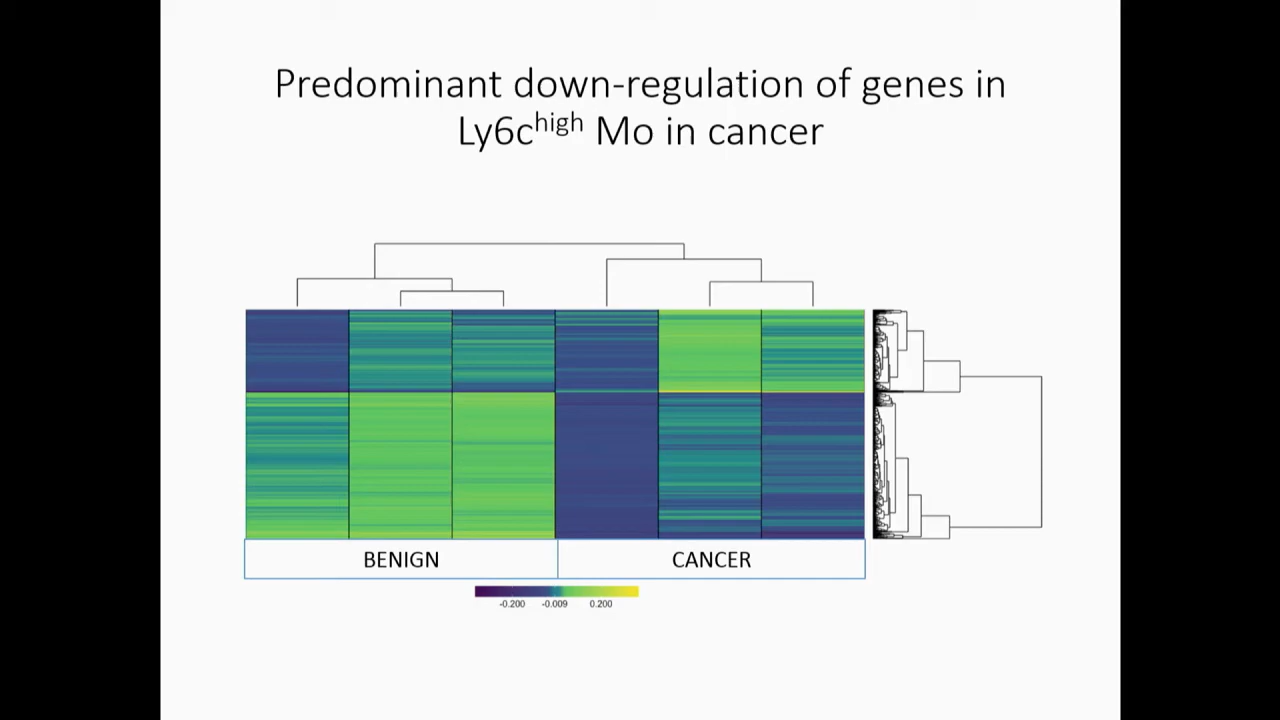 Predominant down-regulation of genes in
Ly6chigh Mo in cancer
BENIGN CANCER
-0.200 -0.009 0.200